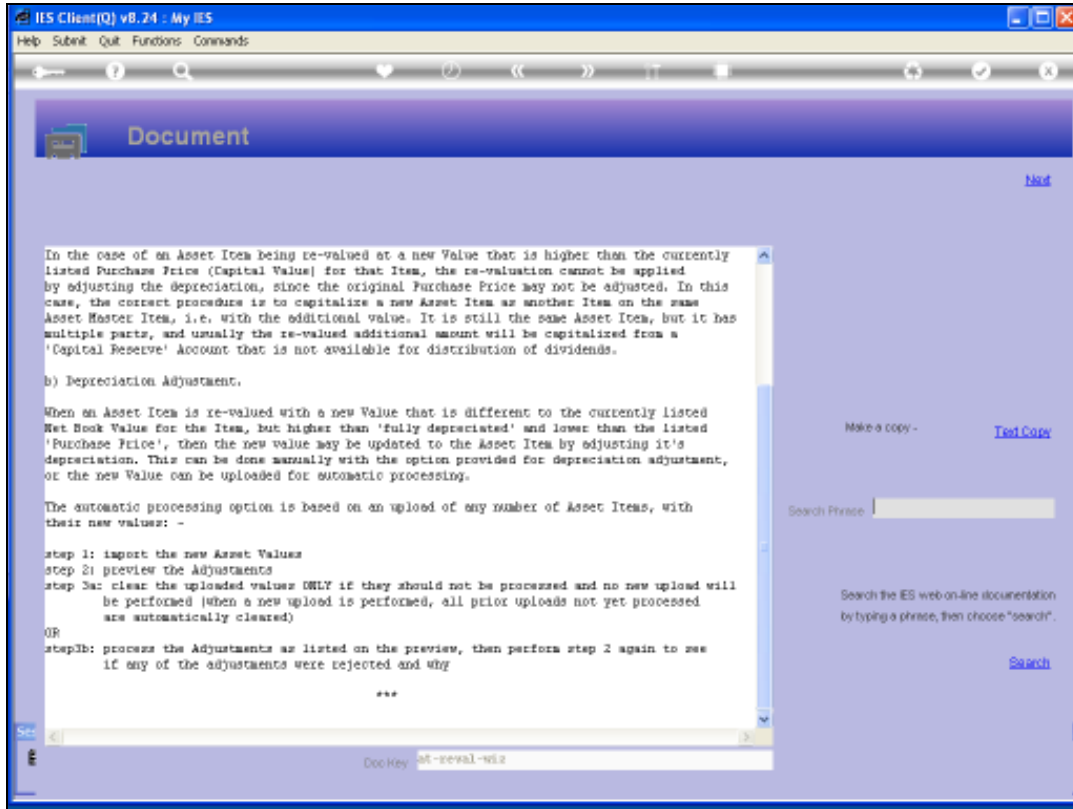 IES Client(Q) v8.24 : My IES
Help Submit Quit Functions Commands
Document
Next
In the case of an Asset Item being re-valued at a new Value that is higher than the currently
listed Purchase Price (Capital Value) for that Item, the re-valuation cannot be applied
by adjusting the depreciation, since the original Purchase Price may not be adjusted. In this
case, the correct procedure is to capitalize a new Asset Item as another Item on the same
Asset Master Item, i.e. with the additional value. It is still the same Asset Item, but it has
multiple parts, and usually the re-valued additional amount will be capitalized from a
'Capital Reserve' Account that is not available for distribution of dividends.
b) Depreciation Adjustment.
When an Asset Item is re-valued with a new Value that is different to the currently listed
Net Book Value for the Item, but higher than 'fully depreciated' and lower than the listed
'Purchase Price', then the new value may be updated to the Asset Item by adjusting it's
depreciation. This can be done manually with the option provided for depreciation adjustment,
or the new Value can be uploaded for automatic processing.
The automatic processing option is based on an upload of any number of Asset Items, with
their new values: -
step 1: import the new Asset Values
step 2: preview the Adjustments
step 3a: clear the uploaded values ONLY if they should not be processed and no new upload will
be performed (when a new upload is performed, all prior uploads not yet processed
are automatically cleared)
OR
step3b: process the Adjustments as listed on the preview, then perform step 2 again to see
if any of the adjustments were rejected and why
***
Make a copy -
Text Copy
Search Phrase
Search the IES web on-line documentation
by typing a phrase, then choose "search".
Search
Doc Key at-reval-wiz